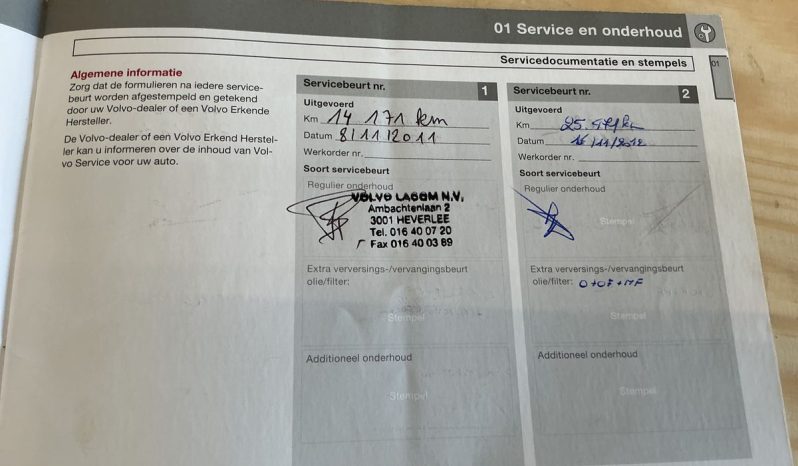 01 Service en onderhoud
Servicedocumentatie en stempels
01
Algemene informatie
Zorg dat de formulieren na iedere service-
beurt worden afgestempeld en getekend
door uw Volvo-dealer of een Volvo Erkende
Hersteller.
De Volvo-dealer of een Volvo Erkend Herstel-
ler kan u informeren over de inhoud van Vol-
vo Service voor uw auto.
Servicebeurt nr. 1
Uitgevoerd
Km 14 171 km
Datum 8/11/2011
Werkorder nr.
Soort servicebeurt
Regulier onderhoud
VOLVO LACOM N.V.
Ambachtenlaan 2
3001 HEVERLEE
Tel. 016 40 07 20
Fax 016 40 03 69
Extra verversings-/vervangingsbeurt
olie/filter:
Stempel
Additioneel onderhoud
Stempel
Servicebeurt nr. 2
Uitgevoerd
Km
Datum /11/2012
Werkorder nr.
Soort servicebeurt
Regulier onderhoud
Stempel
Extra verversings-/vervangingsbeurt
olie/filter: O+OF+MF
Stempel
Additioneel onderhoud
Stempel